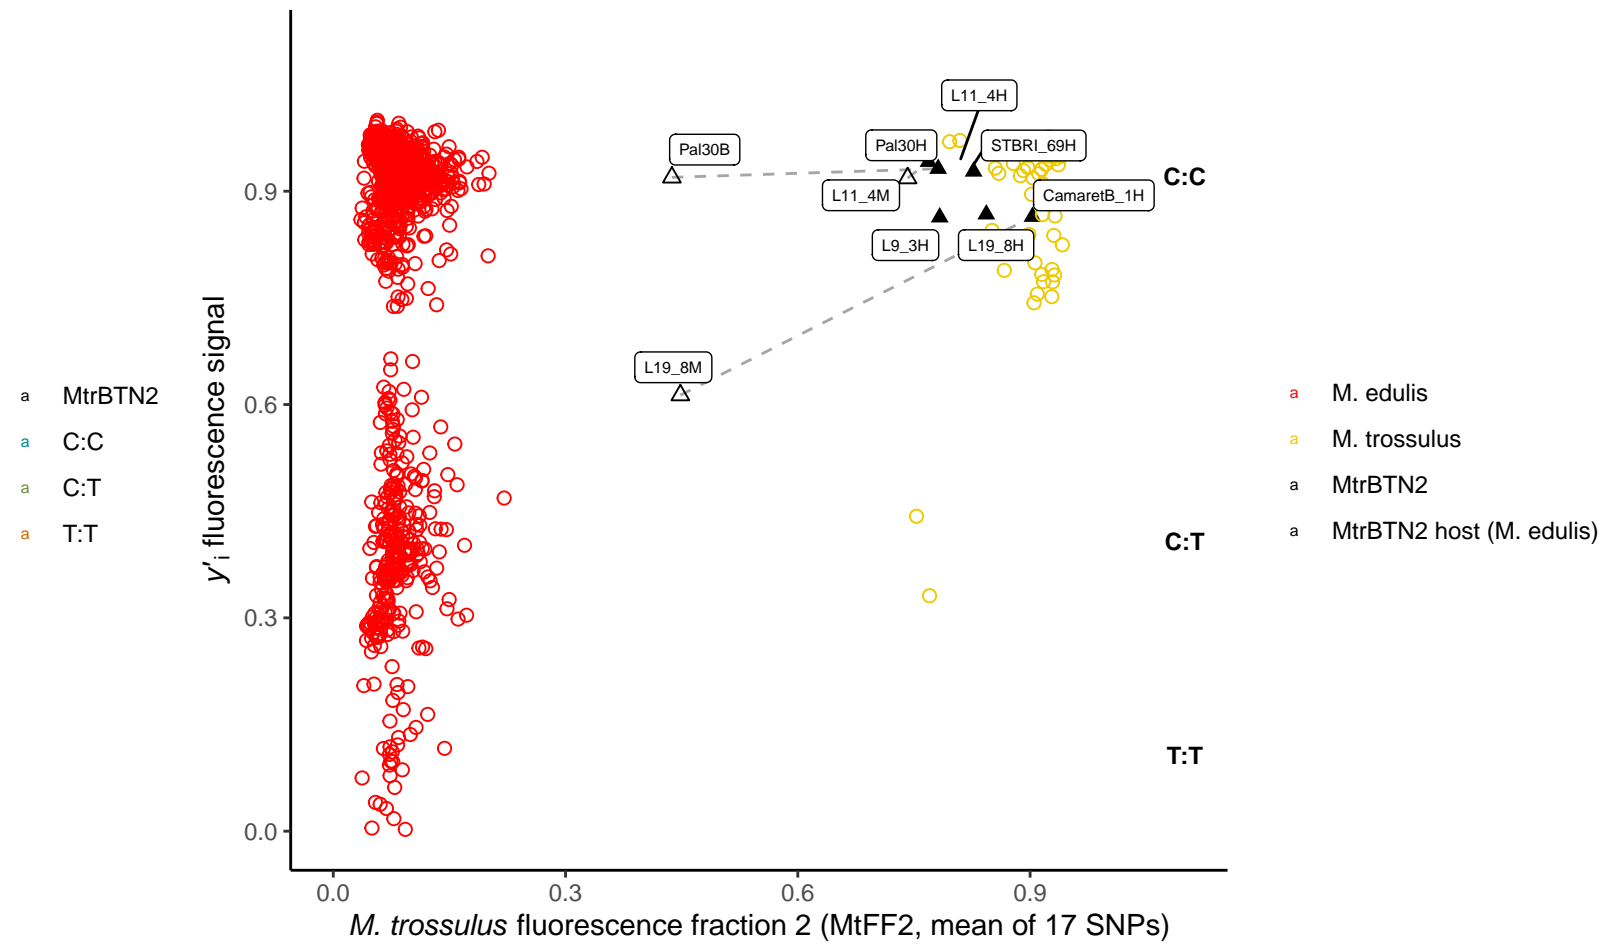 L11_4H
Pal30B
Pal30H
STBRI_69H
C:C
L11_4M
CamaretB_1H
L9_3H
L19_8H
L19_8M
C:T
T:T
0.9
0.6
0.3
0.0
y'i fluorescence signal
0.0 0.3 0.6 0.9
M. trossulus fluorescence fraction 2 (MtFF2, mean of 17 SNPs)
a MtrBTN2
a C:C
a C:T
a T:T
a M. edulis
a M. trossulus
a MtrBTN2
a MtrBTN2 host (M. edulis)